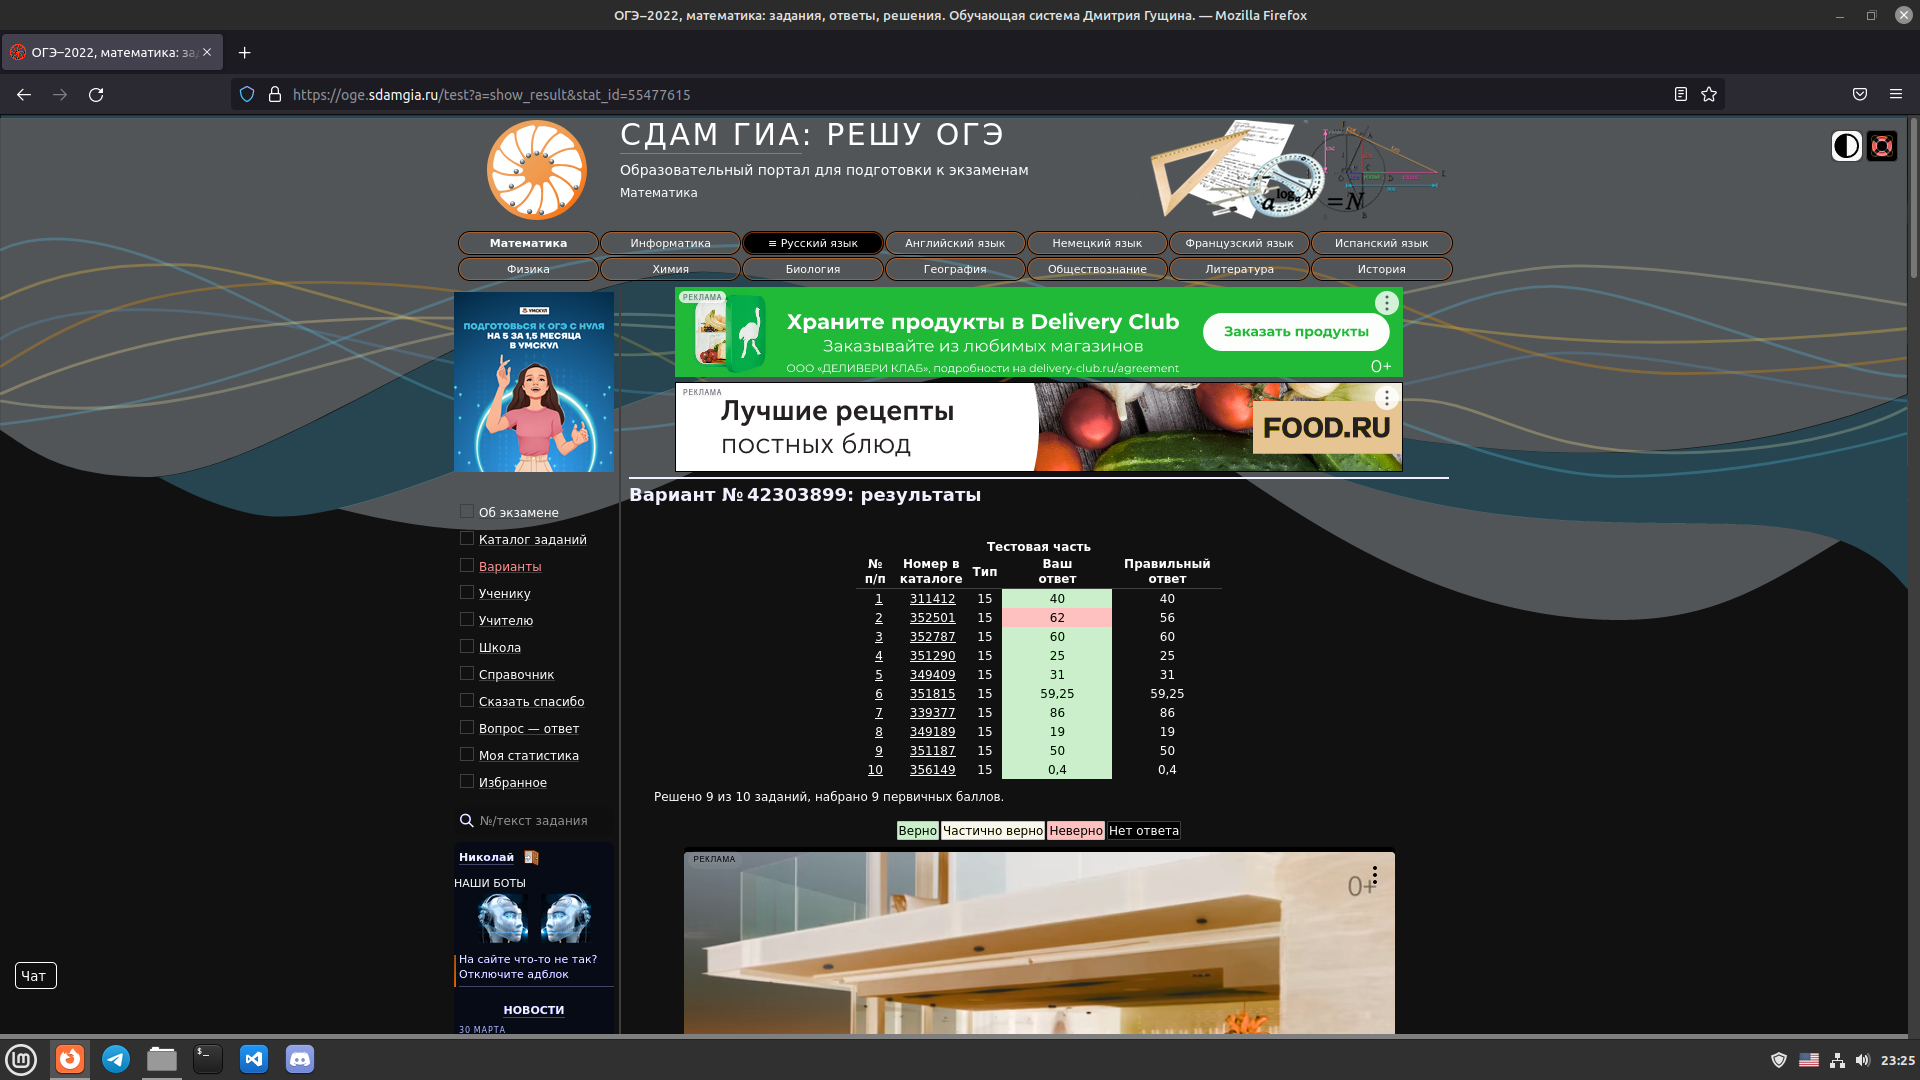 ОГЭ–2022, математика: задания, ответы, решения. Обучающая система Дмитрия Гущина. — Mozilla Firefox
ОГЭ–2022, математика: за
https://oge.sdamgia.ru/test?a=show_result&stat_id=55477615
СДАМ ГИА: РЕШУ ОГЭ
Образовательный портал для подготовки к экзаменам
Математика
Математика Информатика ≡ Русский язык Английский язык Немецкий язык Французский язык Испанский язык
Физика Химия Биология География Обществознание Литература История
УМСКУЛ
ПОДГОТОВЬСЯ К ОГЭ С НУЛЯ
НА 5 ЗА 1,5 МЕСЯЦА
В УМСКУЛ
РЕКЛАМА
Храните продукты в Delivery Club
Заказывайте из любимых магазинов
ООО «ДЕЛИВЕРИ КЛАБ», подробности на delivery-club.ru/agreement
Заказать продукты
0+
РЕКЛАМА
Лучшие рецепты
ПОСТНЫХ БЛЮД
FOOD.RU
Об экзамене
Каталог заданий
Варианты
Ученику
Учителю
Школа
Справочник
Сказать спасибо
Вопрос — ответ
Моя статистика
Избранное
№/текст задания
Николай
НАШИ БОТЫ
На сайте что-то не так?
Отключите адблок
НОВОСТИ
30 МАРТА
Вариант № 42303899: результаты
Тестовая часть
№ п/п Номер в каталоге Тип Ваш ответ Правильный ответ
1 311412 15 40 40
2 352501 15 62 56
3 352787 15 60 60
4 351290 15 25 25
5 349409 15 31 31
6 351815 15 59,25 59,25
7 339377 15 86 86
8 349189 15 19 19
9 351187 15 50 50
10 356149 15 0,4 0,4
Решено 9 из 10 заданий, набрано 9 первичных баллов.
Верно Частично верно Неверно Нет ответа
РЕКЛАМА
0+
Чат
23:25